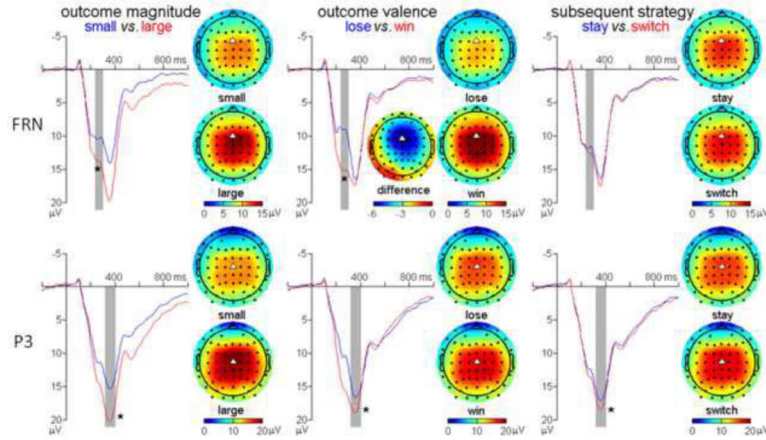 outcome magnitude
small vs. large
outcome valence
lose vs. win
subsequent strategy
stay vs. switch
FRN
-5
400
800 ms
5
10
15
20
µV
*
small
large
0 5 10 15µV
-5
400
800 ms
5
10
15
20
µV
*
difference
-6 -3 0
lose
win
0 5 10 15µV
-5
400
800 ms
5
10
15
20
µV
stay
switch
0 5 10 15µV
P3
-5
400
800 ms
5
10
15
20
µV
*
small
large
0 10 20µV
-5
400
800 ms
5
10
15
20
µV
*
lose
win
0 10 20µV
-5
400
800 ms
5
10
15
20
µV
*
stay
switch
0 10 20µV